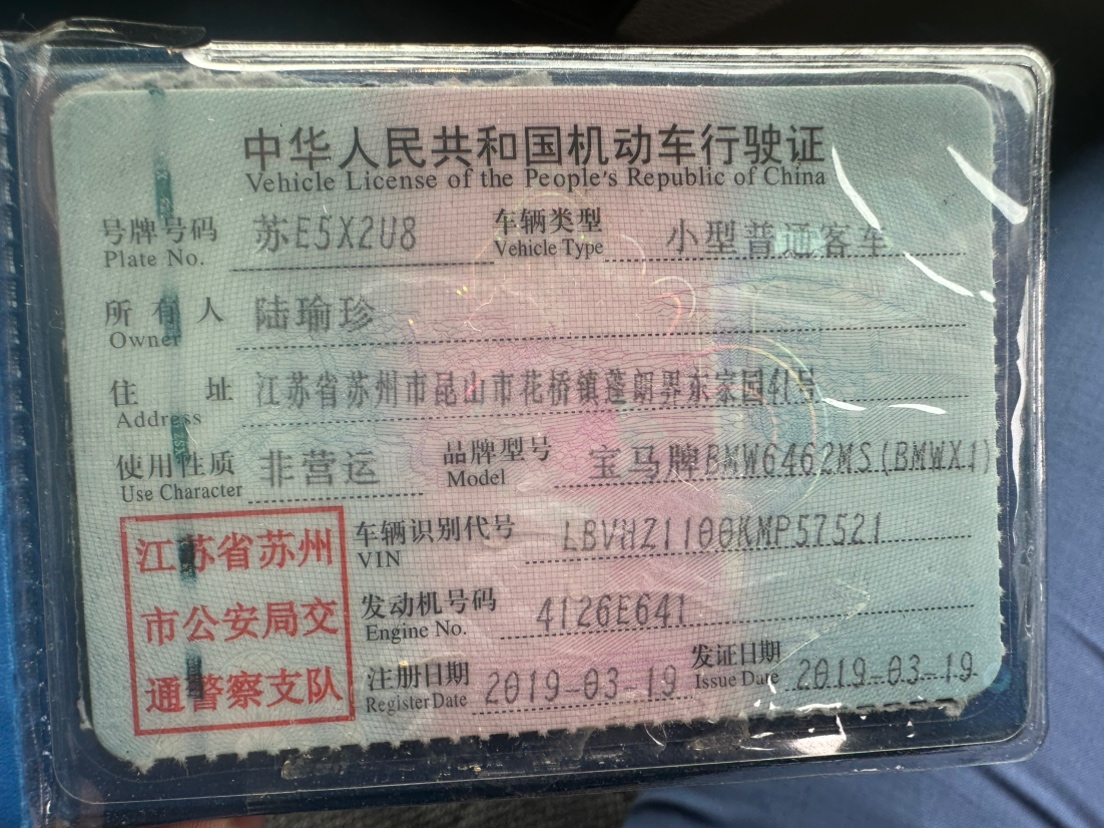 中华人民共和国机动车行驶证
Vehicle License of the People's Republic of China
号牌号码 苏E5X2U8 车辆类型 小型普通客车
Plate No. Vehicle Type
所有人 陆瑜珍
Owner
住址 江苏省苏州市昆山市花桥镇蓬朗界东家园41号
Address
使用性质 非营运 品牌型号 宝马牌BMW6462MS(BMWX1)
Use Character Model
车辆识别代号 LBVHZ1100KMP57521
VIN
发动机号码 4126E641
Engine No.
注册日期 2019-03-19 发证日期 2019-03-19
Register Date Issue Date
江苏省苏州
市公安局交
通警察支队